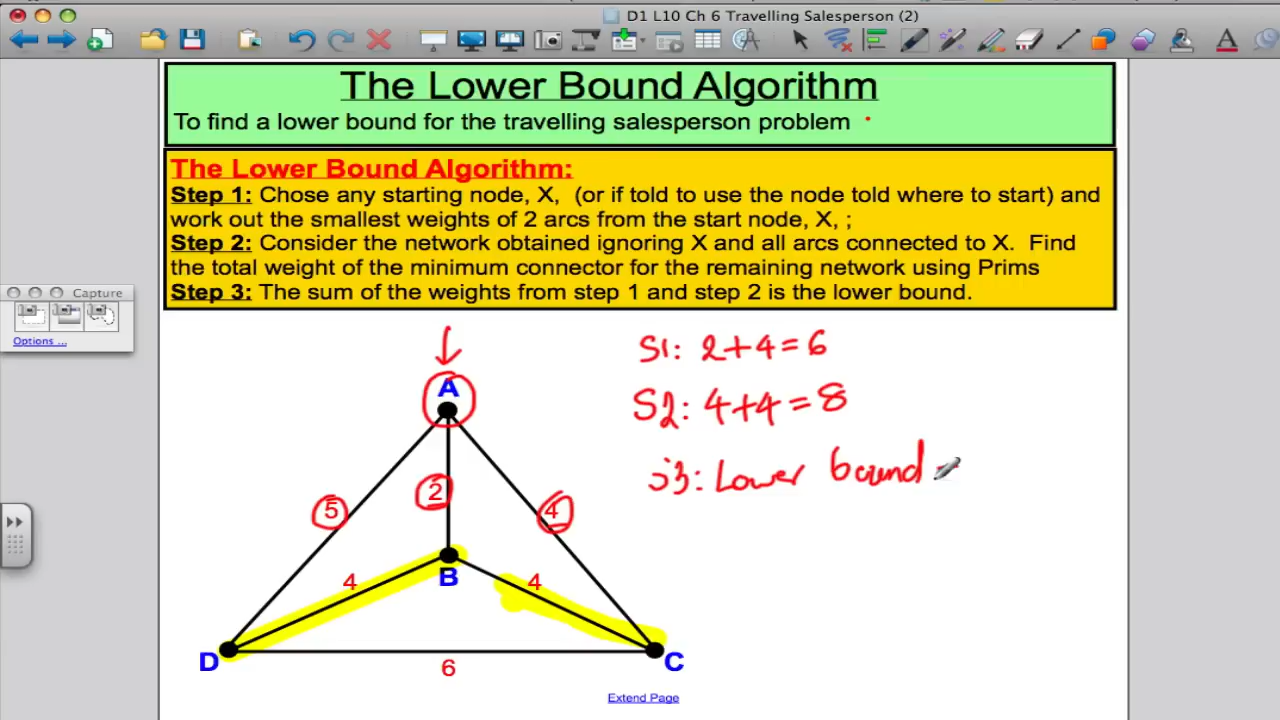 D1 L10 Ch 6 Travelling Salesperson (2)
The Lower Bound Algorithm
To find a lower bound for the travelling salesperson problem
The Lower Bound Algorithm:
Step 1: Chose any starting node, X, (or if told to use the node told where to start) and
work out the smallest weights of 2 arcs from the start node, X, ;
Step 2: Consider the network obtained ignoring X and all arcs connected to X. Find
the total weight of the minimum connector for the remaining network using Prims
Step 3: The sum of the weights from step 1 and step 2 is the lower bound.
Capture
Options ...
S1: 2+4=6
A
S2: 4+4=8
S3: Lower bound
5
2
4
B
4
4
D
6
C
Extend Page